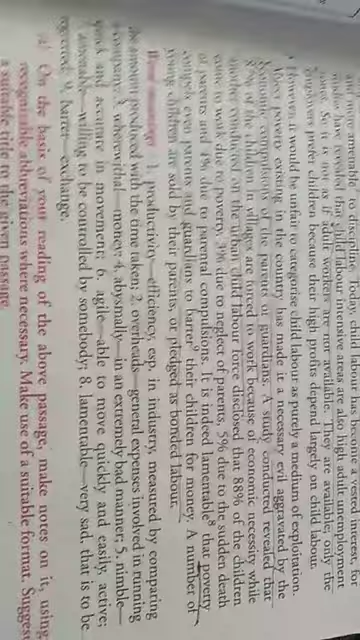 and more amenable to discipline. Today, child labour has become a vested interest, for
studies have revealed that child labour intensive areas are also high adult unemployment
zones. So it is not as if adult workers are not available. They are available, only the
employers prefer children because their high profits depend largely on child labour.
However, it would be unfair to categorise child labour as purely a medium of exploitation.
poverty existing in the country has made it a necessary evil aggravated by the
economic compulsions of the parents or guardians. A study conducted revealed that
of the children in villages are forced to work because of economic necessity while
another conducted on the urban child labour force disclosed that 88% of the children
come to work due to poverty, 3% due to neglect of parents, 5% due to the sudden death
of parents and 4% due to parental compulsions. It is indeed lamentable8 that poverty
compels even parents and guardians to barter9 their children for money. A number of
young children are sold by their parents, or pledged as bonded labour.
1. productivity—efficiency, esp. in industry, measured by comparing
the amount produced with the time taken; 2. overheads—general expenses involved in running
a company; 3. wherewithal—money; 4. abysmally—in an extremely bad manner; 5. nimble—
quick and accurate in movement; 6. agile—able to move quickly and easily, active;
7. amenable—willing to be controlled by somebody; 8. lamentable—very sad, that is to be
regretted; 9. barter—exchange.
(a) On the basis of your reading of the above passage, make notes on it, using
recognizable abbreviations where necessary. Make use of a suitable format. Suggest
a suitable title to the given passage.